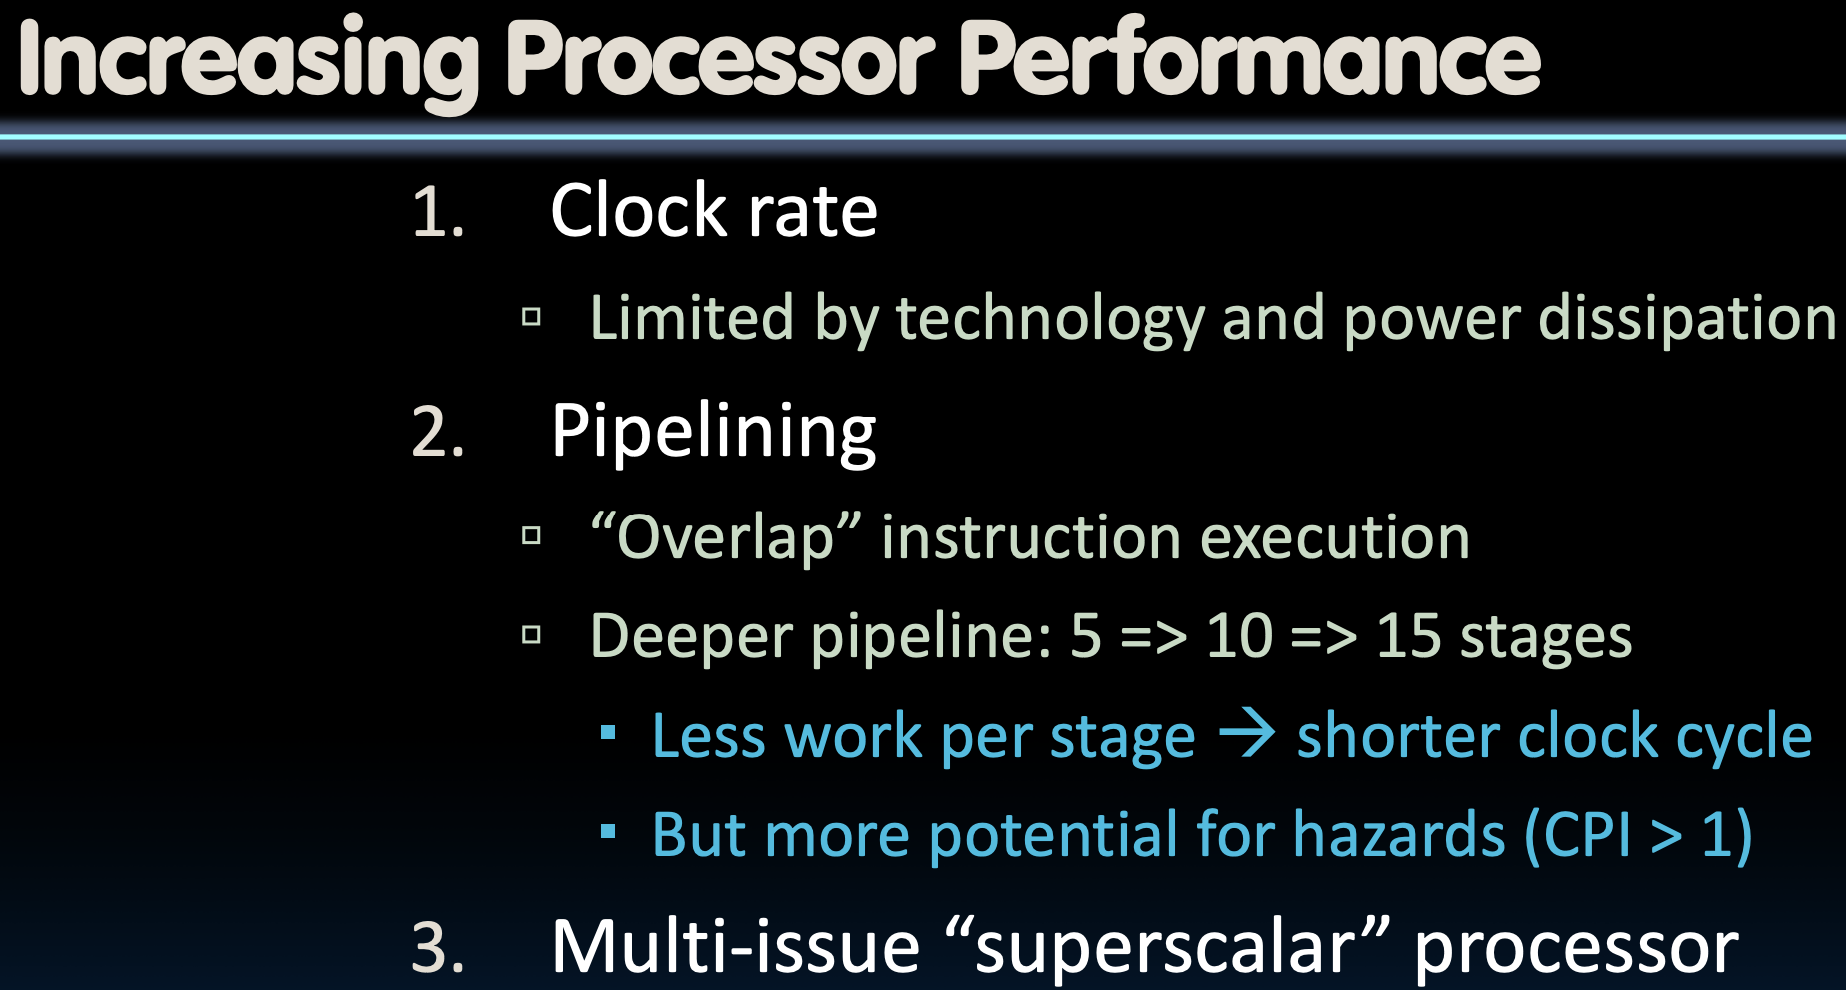 Increasing Processor Performance
1. Clock rate
▫ Limited by technology and power dissipation
2. Pipelining
▫ “Overlap” instruction execution
▫ Deeper pipeline: 5 => 10 => 15 stages
▪ Less work per stage → shorter clock cycle
▪ But more potential for hazards (CPI > 1)
3. Multi-issue “superscalar” processor